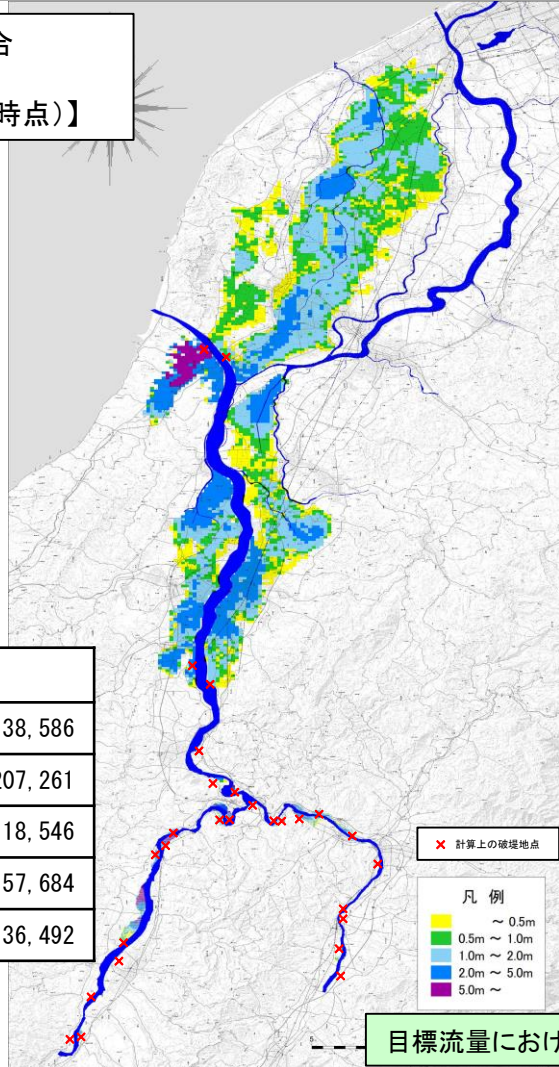 合
時点)】
38,586
207,261
18,546
57,684
36,492
× 計算上の破堤地点
凡 例
～ 0.5m
0.5m ～ 1.0m
1.0m ～ 2.0m
2.0m ～ 5.0m
5.0m ～
目標流量におけ